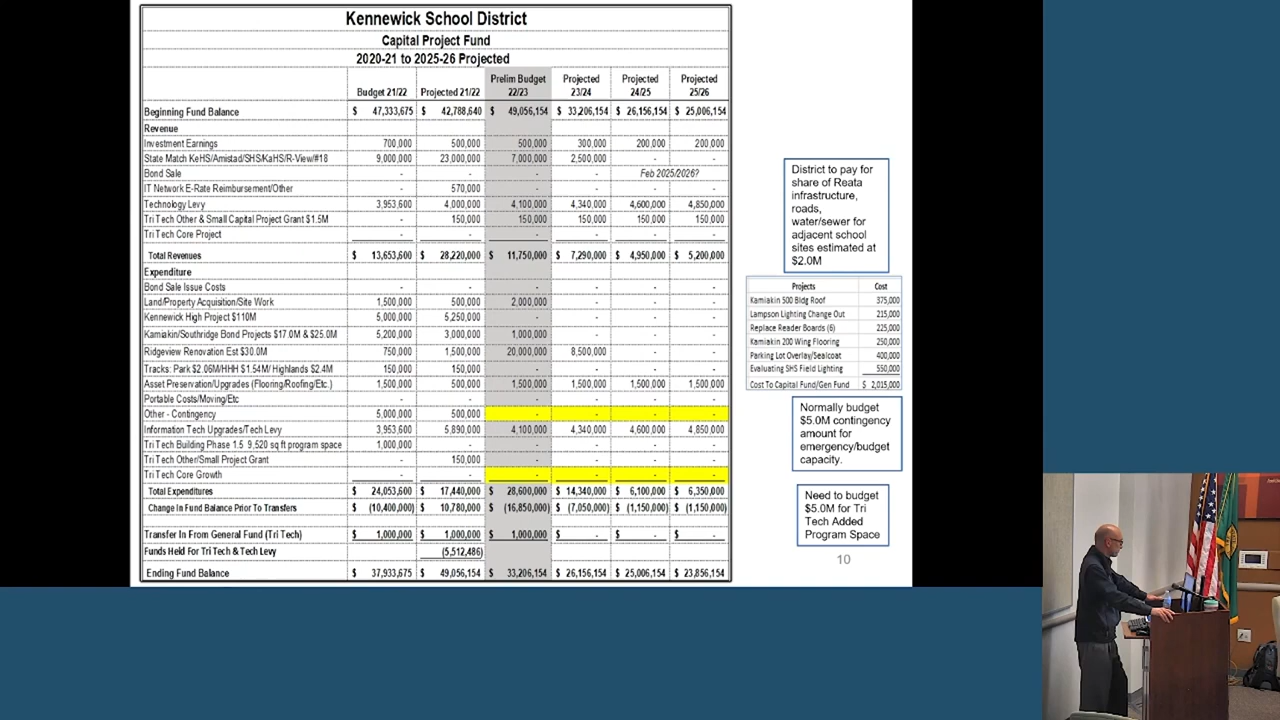 Kennewick School District
Capital Project Fund
2020-21 to 2025-26 Projected
Budget 21/22 Projected 21/22 Prelim Budget 22/23 Projected 23/24 Projected 24/25 Projected 25/26
Beginning Fund Balance $ 47,333,675 $ 42,788,640 $ 49,056,154 $ 33,206,154 $ 26,156,154 $ 25,006,154
Revenue
Investment Earnings 700,000 500,000 500,000 300,000 200,000 200,000
State Match KeHS/Amistad/SHS/KaHS/R-View/#18 9,000,000 23,000,000 7,000,000 2,500,000 - -
Bond Sale - - - - Feb 2025/2026?
IT Network E-Rate Reimbursement/Other - 570,000 - - - -
Technology Levy 3,953,600 4,000,000 4,100,000 4,340,000 4,600,000 4,850,000
Tri Tech Other & Small Capital Project Grant $1.5M - 150,000 150,000 150,000 150,000 150,000
Tri Tech Core Project - - - - - -
Total Revenues $ 13,653,600 $ 28,220,000 $ 11,750,000 $ 7,290,000 $ 4,950,000 $ 5,200,000
Expenditure
Bond Sale Issue Costs - - - - - -
Land/Property Acquisition/Site Work 1,500,000 500,000 2,000,000 - - -
Kennewick High Project $110M 5,000,000 5,250,000 - - - -
Kamiakin/Southridge Bond Projects $17.0M & $25.0M 5,200,000 3,000,000 1,000,000 - - -
Ridgeview Renovation Est $30.0M 750,000 1,500,000 20,000,000 8,500,000 - -
Tracks: Park $2.06M/HHH $1.54M/ Highlands $2.4M 150,000 150,000 - - - -
Asset Preservation/Upgrades (Flooring/Roofing/Etc.) 1,500,000 500,000 1,500,000 1,500,000 1,500,000 1,500,000
Portable Costs/Moving/Etc - - - - - -
Other - Contingency 5,000,000 500,000 - - - -
Information Tech Upgrades/Tech Levy 3,953,600 5,890,000 4,100,000 4,340,000 4,600,000 4,850,000
Tri Tech Building Phase 1.5 9,520 sq ft program space 1,000,000 - - - - -
Tri Tech Other/Small Project Grant - 150,000 - - - -
Tri Tech Core Growth - - - - - -
Total Expenditures $ 24,053,600 $ 17,440,000 $ 28,600,000 $ 14,340,000 $ 6,100,000 $ 6,350,000
Change In Fund Balance Prior To Transfers $ (10,400,000) $ 10,780,000 $ (16,850,000) $ (7,050,000) $ (1,150,000) $ (1,150,000)
Transfer In From General Fund (Tri Tech) $ 1,000,000 $ 1,000,000 $ 1,000,000 $ - $ - $ -
Funds Held For Tri Tech & Tech Levy (5,512,486)
Ending Fund Balance $ 37,933,675 $ 49,056,154 $ 33,206,154 $ 26,156,154 $ 25,006,154 $ 23,856,154
District to pay for
share of Reata
infrastructure,
roads,
water/sewer for
adjacent school
sites estimated at
$2.0M
Projects Cost
Kamiakin 500 Bldg Roof 375,000
Lampson Lighting Change Out 215,000
Replace Reader Boards (6) 225,000
Kamiakin 200 Wing Flooring 250,000
Parking Lot Overlay/Sealcoat 400,000
Evaluating SHS Field Lighting 550,000
Cost To Capital Fund/Gen Fund $ 2,015,000
Normally budget
$5.0M contingency
amount for
emergency/budget
capacity.
Need to budget
$5.0M for Tri
Tech Added
Program Space
10